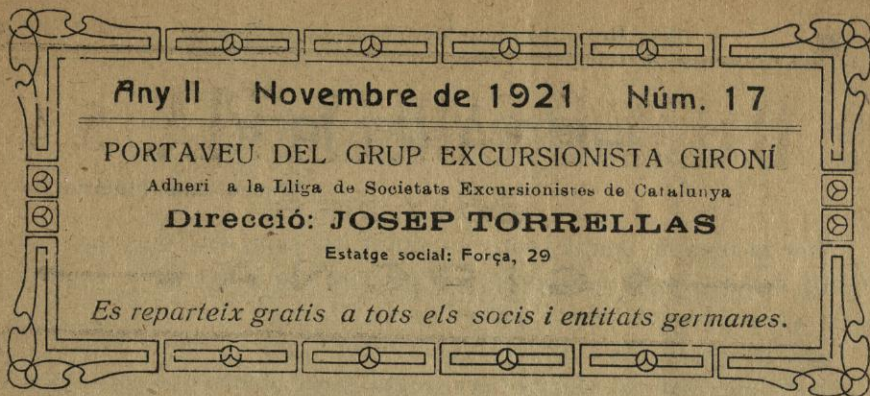 Any II Novembre de 1921 Núm. 17
PORTAVEU DEL GRUP EXCURSIONISTA GIRONÍ
Adheri a la Lliga de Societats Excursionistes de Catalunya
Direcció: JOSEP TORRELLAS
Estatge social: Força, 29
Es reparteix gratis a tots els socis i entitats germanes.